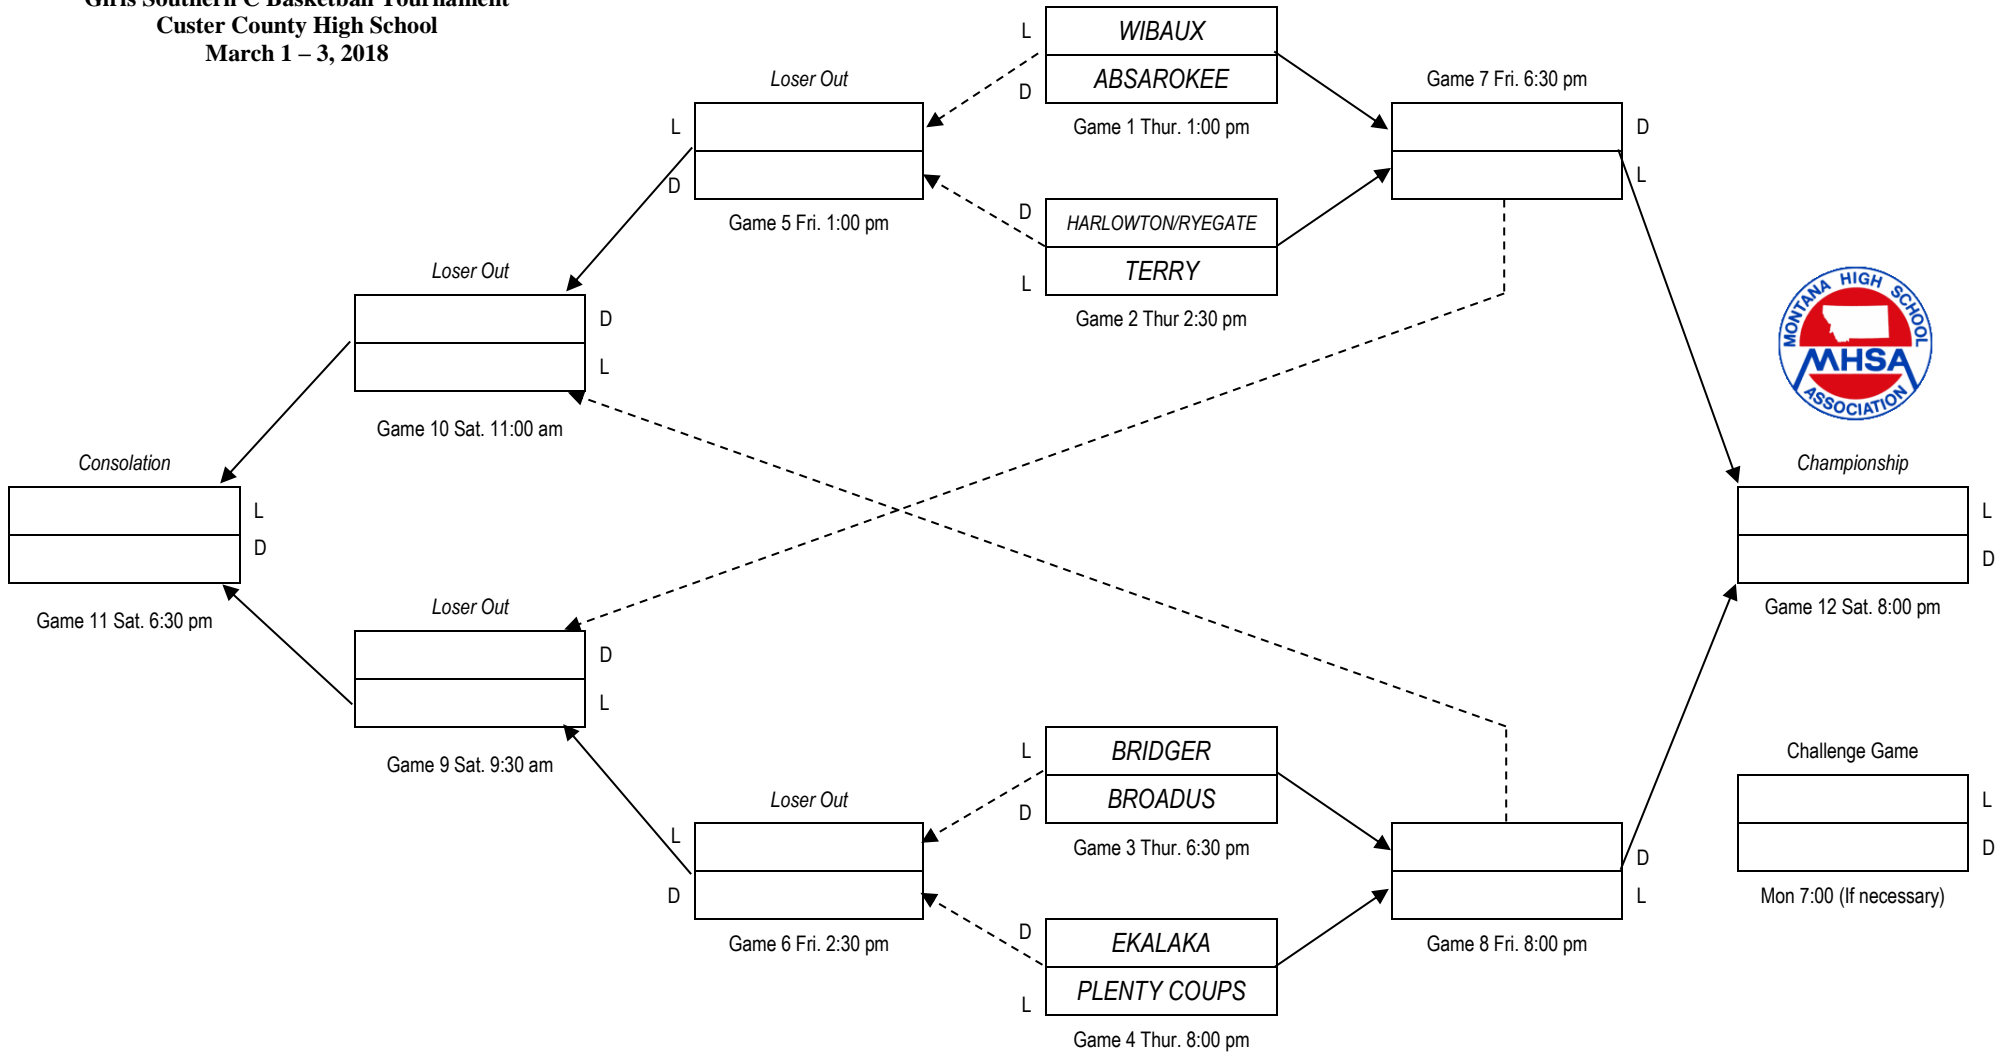 Girls Southern C Basketball Tournament
Custer County High School
March 1 – 3, 2018
L
WIBAUX
ABSAROKEE
D
Game 1 Thur. 1:00 pm
D
HARLOWTON/RYEGATE
TERRY
L
Game 2 Thur 2:30 pm
Loser Out
L
D
Game 5 Fri. 1:00 pm
Game 7 Fri. 6:30 pm
D
L
Loser Out
D
L
Game 10 Sat. 11:00 am
MONTANA HIGH SCHOOL
MHSA
ASSOCIATION
Consolation
L
D
Game 11 Sat. 6:30 pm
Championship
L
D
Game 12 Sat. 8:00 pm
Loser Out
D
L
Game 9 Sat. 9:30 am
L
BRIDGER
BROADUS
D
Game 3 Thur. 6:30 pm
Loser Out
L
D
Game 6 Fri. 2:30 pm
D
EKALAKA
PLENTY COUPS
L
Game 4 Thur. 8:00 pm
D
L
Game 8 Fri. 8:00 pm
Challenge Game
L
D
Mon 7:00 (If necessary)